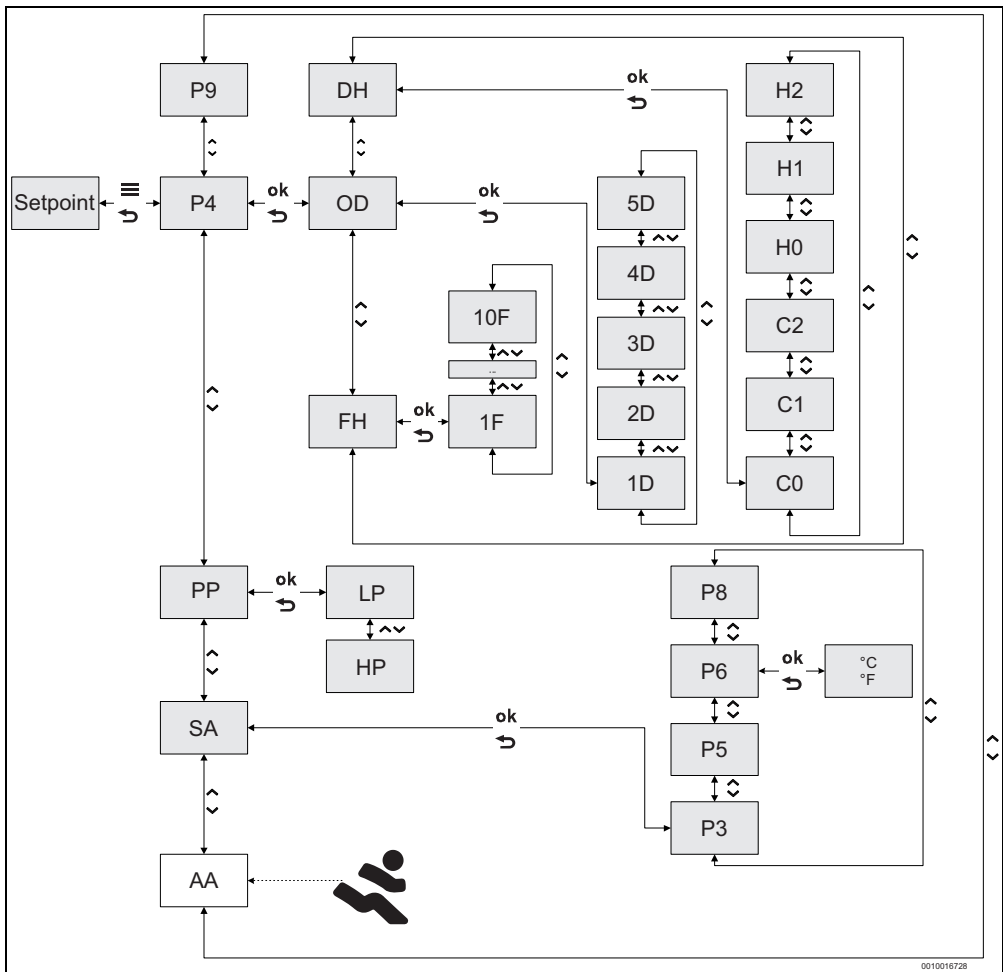 P9
DH
ok
H2
H1
Setpoint
P4
ok
OD
ok
5D
H0
4D
10F
C2
3D
...
C1
2D
FH
ok
1F
1D
C0
PP
ok
LP
P8
HP
P6
ok
°C
°F
SA
ok
P5
P3
AA
0010016728